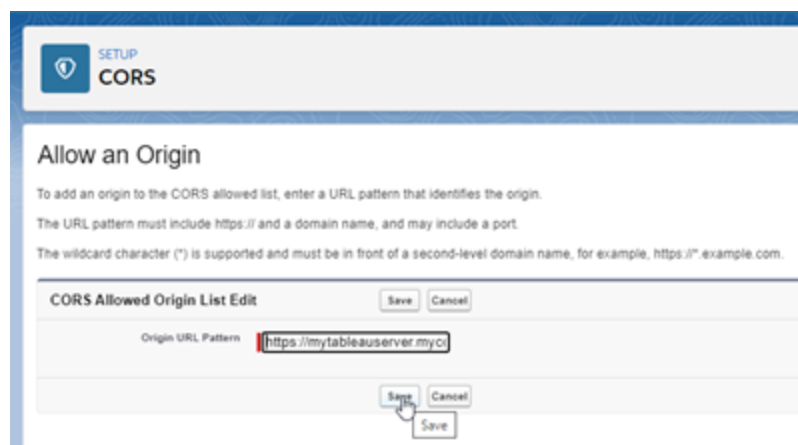 SETUP
CORS
Allow an Origin
To add an origin to the CORS allowed list, enter a URL pattern that identifies the origin.
The URL pattern must include https:// and a domain name, and may include a port.
The wildcard character (*) is supported and must be in front of a second-level domain name, for example, https://*.example.com.
CORS Allowed Origin List Edit Save Cancel
Origin URL Pattern https://mytableauserver.myc
Save Cancel
Save